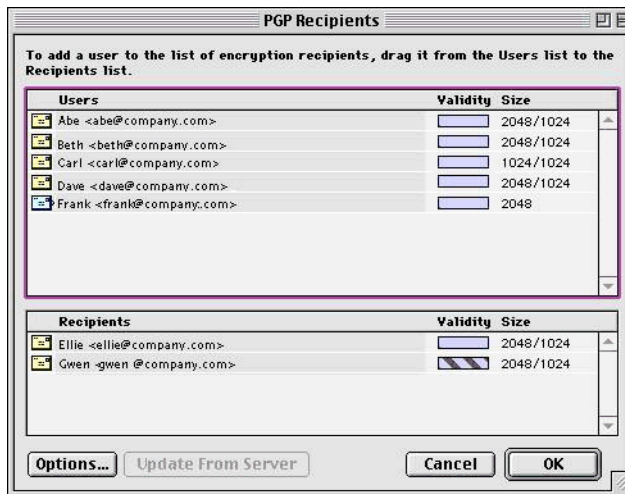 PGP Recipients
To add a user to the list of encryption recipients, drag it from the Users list to the
Recipients list.
Users Validity Size
Abe <abe@company.com> 2048/1024
Beth <beth@company.com> 2048/1024
Carl <carl@company.com> 1024/1024
Dave <dave@company.com> 2048/1024
Frank <frank@company.com> 2048
Recipients Validity Size
Ellie <ellie@company.com> 2048/1024
Gwen <gwen @company.com> 2048/1024
Options... Update From Server Cancel OK